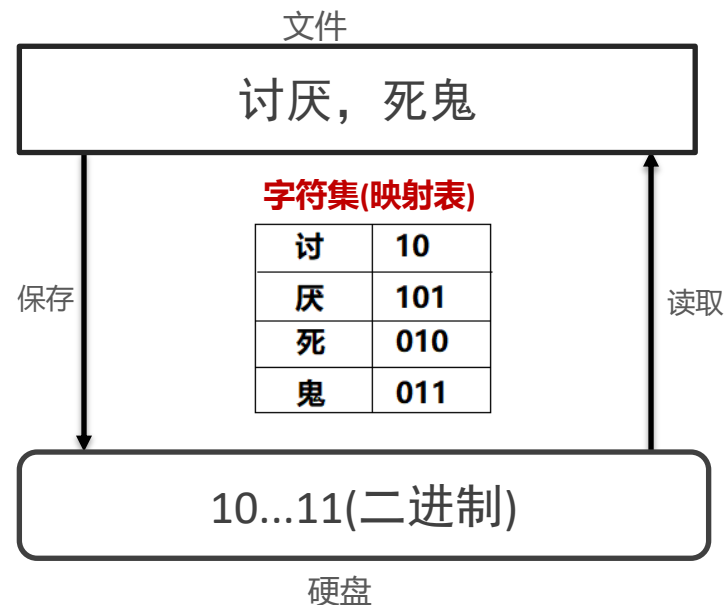 文件
讨厌，死鬼
字符集(映射表)
讨 10
厌 101
死 010
鬼 011
保存
读取
10...11(二进制)
硬盘